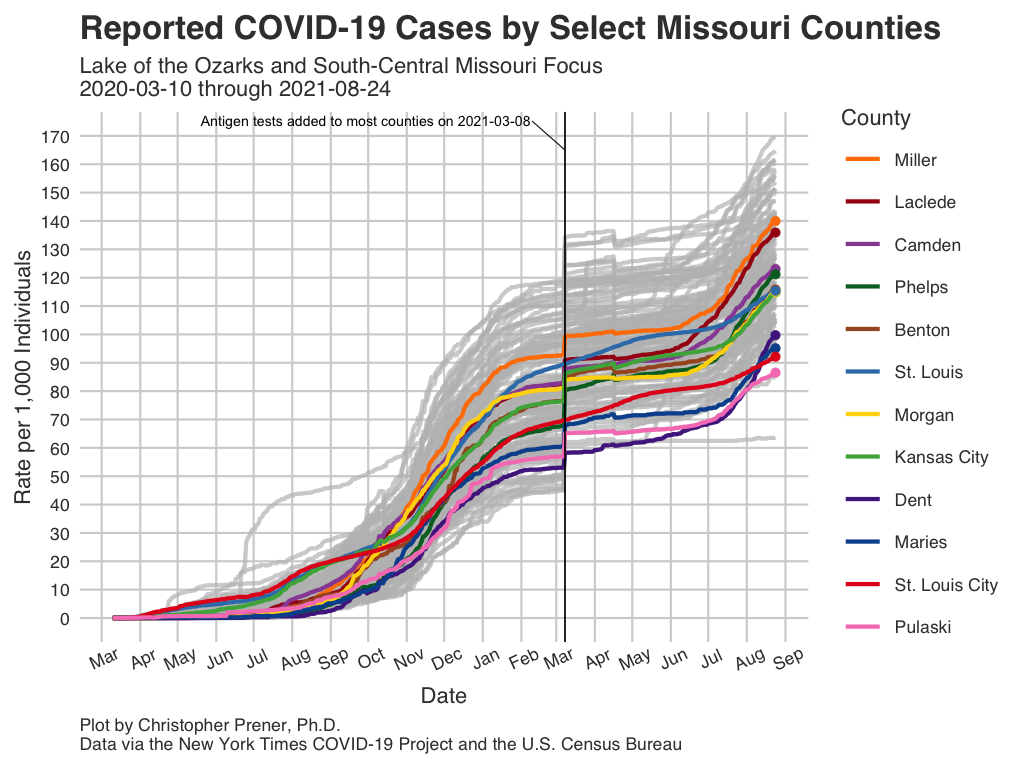 Reported COVID-19 Cases by Select Missouri Counties
Lake of the Ozarks and South-Central Missouri Focus
2020-03-10 through 2021-08-24
Antigen tests added to most counties on 2021-03-08
Rate per 1,000 Individuals
170
160
150
140
130
120
110
100
90
80
70
60
50
40
30
20
10
0
Mar Apr May Jun Jul Aug Sep Oct Nov Dec Jan Feb Mar Apr May Jun Jul Aug Sep
Date
County
Miller
Laclede
Camden
Phelps
Benton
St. Louis
Morgan
Kansas City
Dent
Maries
St. Louis City
Pulaski
Plot by Christopher Prener, Ph.D.
Data via the New York Times COVID-19 Project and the U.S. Census Bureau